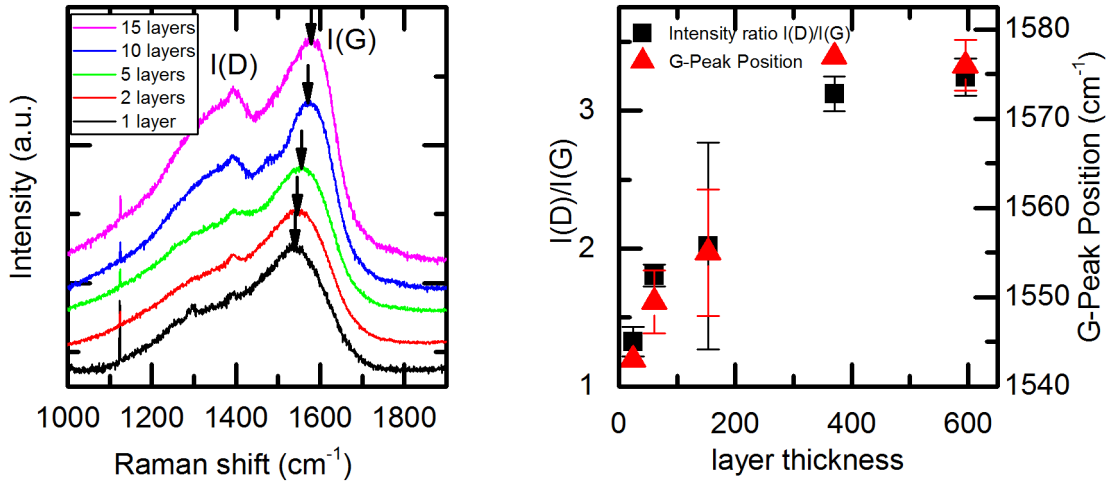 15 layers
10 layers
5 layers
2 layers
1 layer
I(D)
I(G)
Intensity (a.u.)
1000 1200 1400 1600 1800
Raman shift (cm-1)
Intensity ratio I(D)/I(G)
G-Peak Position
I(D)/I(G)
3
2
1
0 200 400 600
layer thickness
1580
1570
1560
1550
1540
G-Peak Position (cm-1)